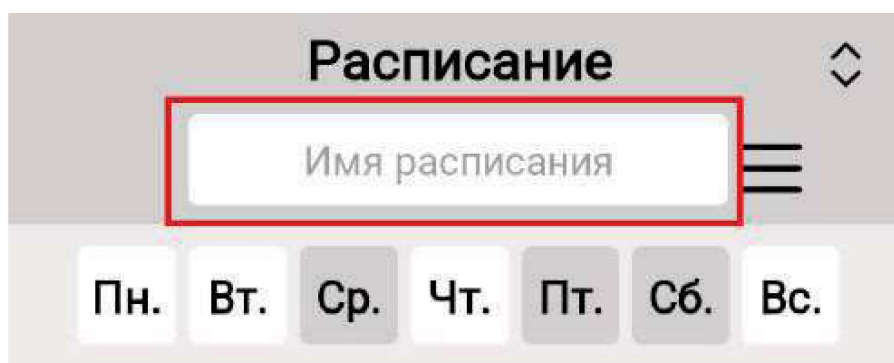 Расписание
Имя расписания
Пн. Вт. Ср. Чт. Пт. Сб. Вс.